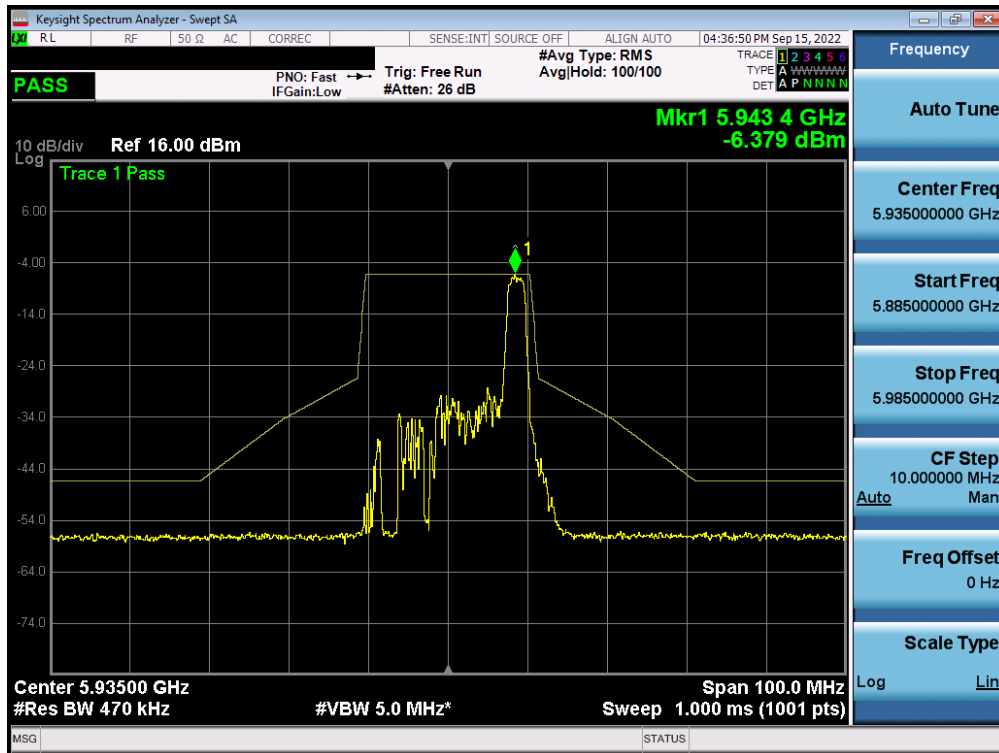 Keysight Spectrum Analyzer - Swept SA
LXI RL RF 50 Ω AC CORREC SENSE:INT SOURCE OFF ALIGN AUTO 04:36:50 PM Sep 15, 2022
PASS
PNO: Fast
IFGain:Low
Trig: Free Run
#Atten: 26 dB
#Avg Type: RMS
Avg|Hold: 100/100
TRACE 1 2 3 4 5 6
TYPE A WWWWW
DET A P N N N N
Mkr1 5.943 4 GHz
-6.379 dBm
10 dB/div Ref 16.00 dBm
Log
Trace 1 Pass
1
6.00
-4.00
-14.0
-24.0
-34.0
-44.0
-54.0
-64.0
-74.0
Center 5.93500 GHz Span 100.0 MHz
#Res BW 470 kHz #VBW 5.0 MHz* Sweep 1.000 ms (1001 pts)
MSG STATUS
Frequency
Auto Tune
Center Freq
5.935000000 GHz
Start Freq
5.885000000 GHz
Stop Freq
5.985000000 GHz
CF Step
10.000000 MHz
Auto Man
Freq Offset
0 Hz
Scale Type
Log Lin